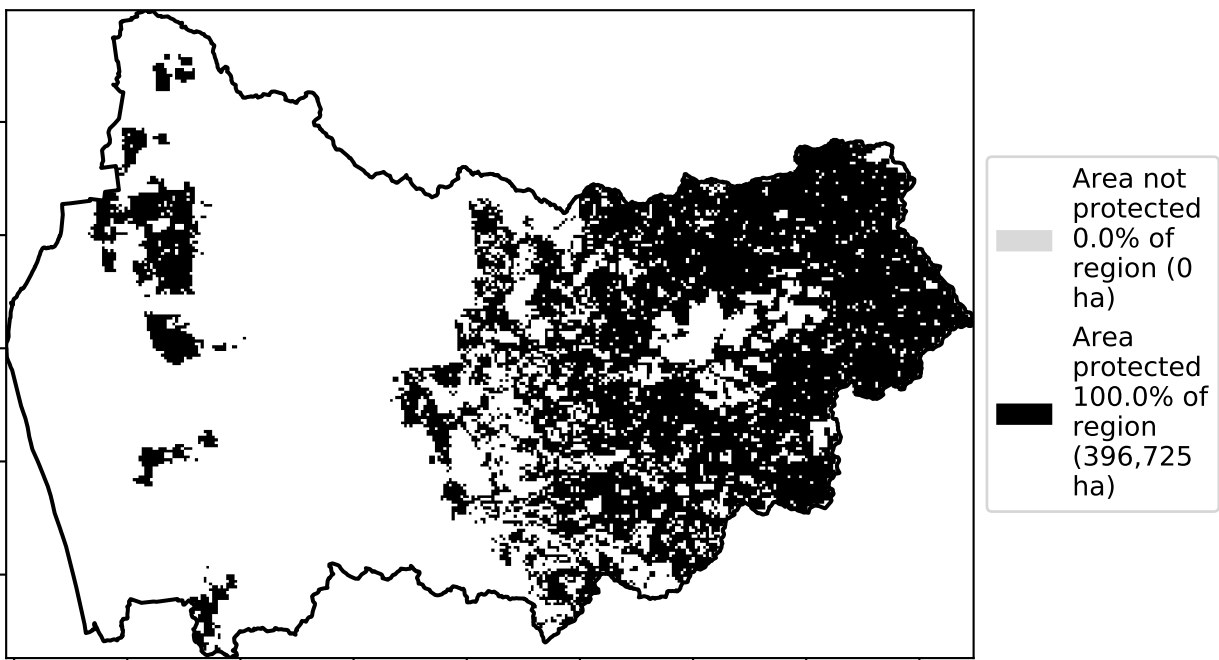 Area not
protected
0.0% of
region (0
ha)
Area
protected
100.0% of
region
(396,725
ha)